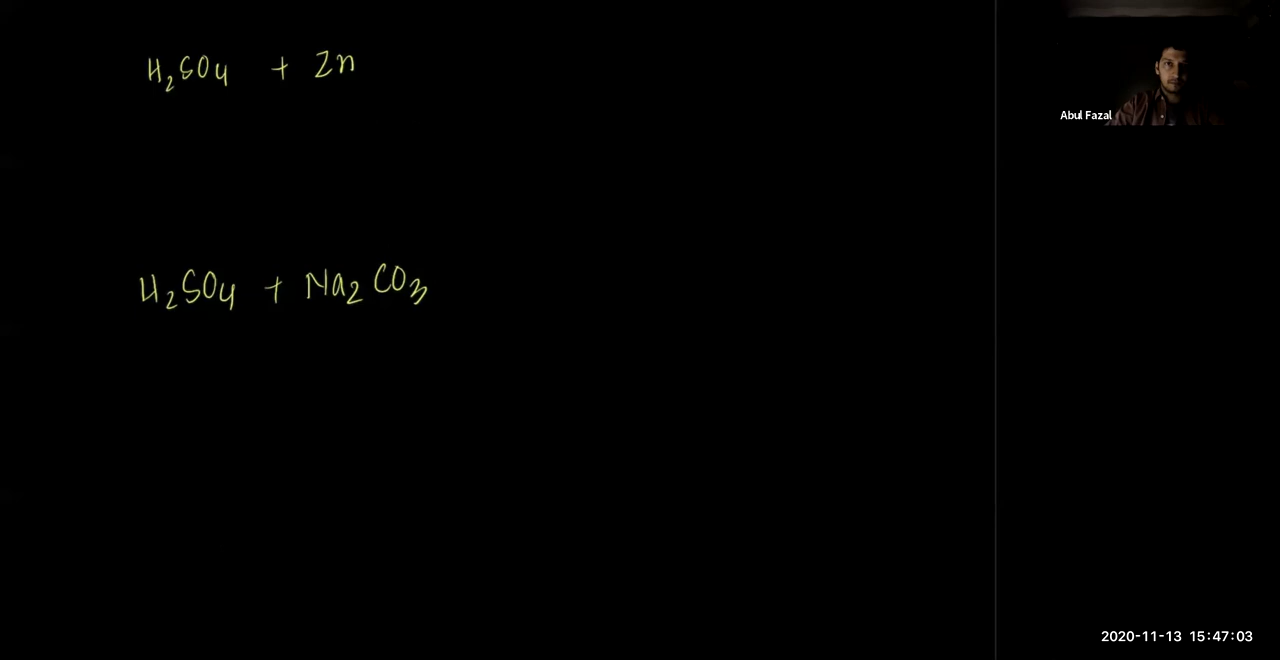 H₂SO₄ + Zn
Abul Fazal
H₂SO₄ + Na₂CO₃
2020-11-13 15:47:03